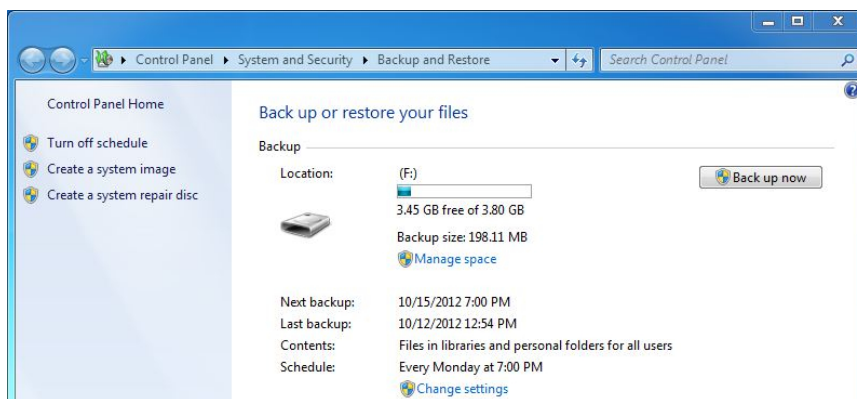 Control Panel ▸ System and Security ▸ Backup and Restore
Search Control Panel
Control Panel Home
Turn off schedule
Create a system image
Create a system repair disc
Back up or restore your files
Backup
Location: (F:)
Back up now
3.45 GB free of 3.80 GB
Backup size: 198.11 MB
Manage space
Next backup: 10/15/2012 7:00 PM
Last backup: 10/12/2012 12:54 PM
Contents: Files in libraries and personal folders for all users
Schedule: Every Monday at 7:00 PM
Change settings